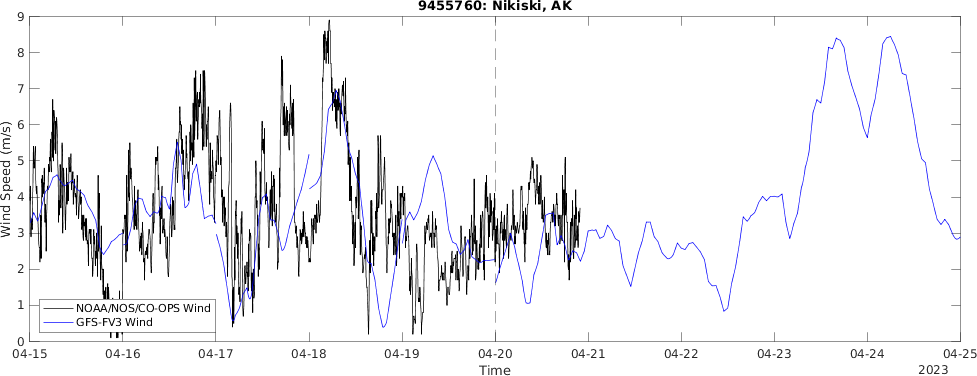 9455760: Nikiski, AK
Wind Speed (m/s)
9
8
7
6
5
4
3
2
1
0
NOAA/NOS/CO-OPS Wind
GFS-FV3 Wind
04-15 04-16 04-17 04-18 04-19 04-20 04-21 04-22 04-23 04-24 04-25
Time
2023